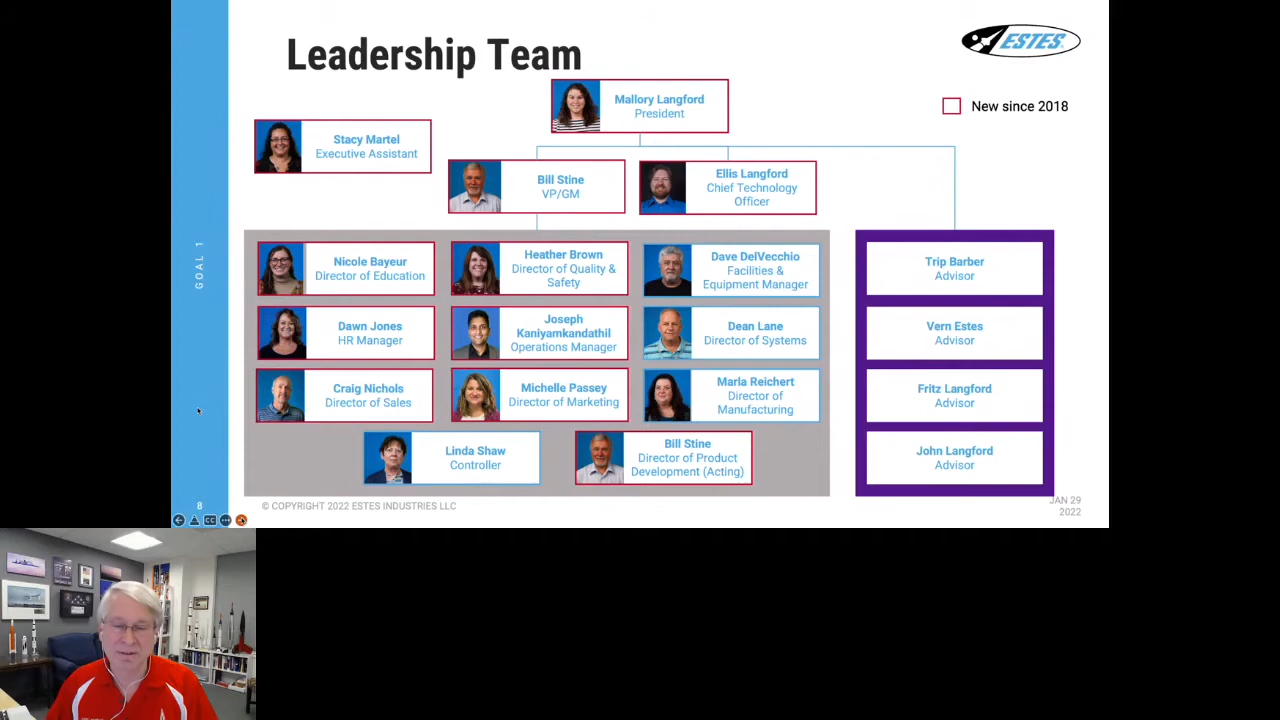 Leadership Team
ESTES
New since 2018
Mallory Langford
President
Stacy Martel
Executive Assistant
Bill Stine
VP/GM
Ellis Langford
Chief Technology
Officer
GOAL 1
Nicole Bayeur
Director of Education
Heather Brown
Director of Quality &
Safety
Dave DelVecchio
Facilities &
Equipment Manager
Trip Barber
Advisor
Dawn Jones
HR Manager
Joseph
Kaniyamkandathil
Operations Manager
Dean Lane
Director of Systems
Vern Estes
Advisor
Craig Nichols
Director of Sales
Michelle Passey
Director of Marketing
Marla Reichert
Director of
Manufacturing
Fritz Langford
Advisor
Linda Shaw
Controller
Bill Stine
Director of Product
Development (Acting)
John Langford
Advisor
8
© COPYRIGHT 2022 ESTES INDUSTRIES LLC
JAN 29
2022
CC